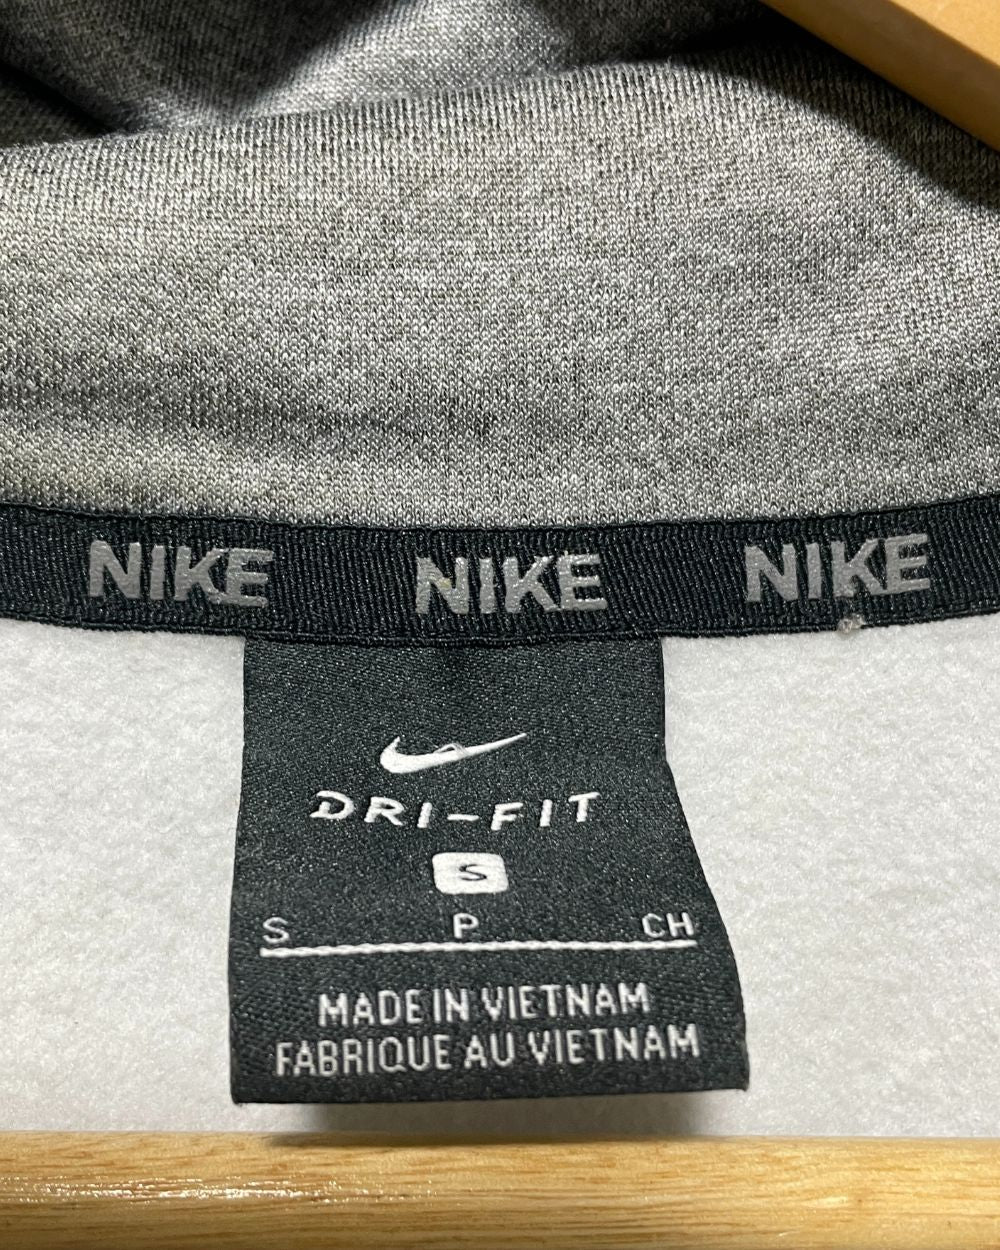 NIKE NIKE NIKE
DRI-FIT
S
S P CH
MADE IN VIETNAM
FABRIQUE AU VIETNAM